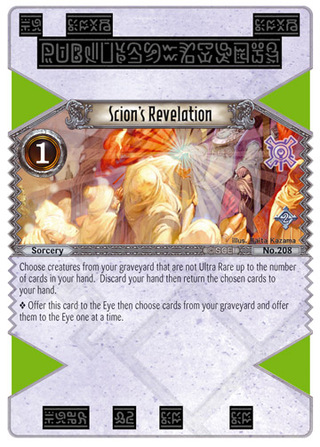 Scion's Revelation
1
illus. Raita Kazama
Sorcery
SCE
No.208
Choose creatures from your graveyard that are not Ultra Rare up to the number
of cards in your hand. Discard your hand then return the chosen cards to
your hand.
❖ Offer this card to the Eye then choose cards from your graveyard and offer
them to the Eye one at a time.